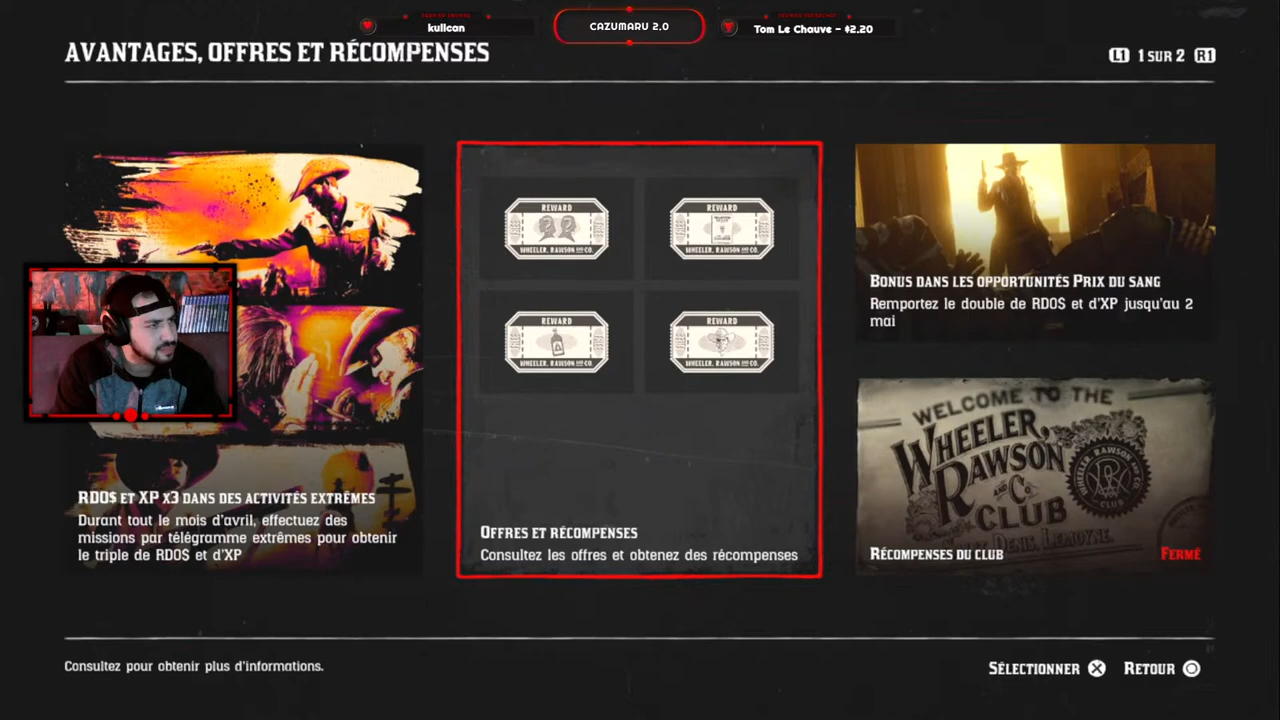 kullcan
CAZUMARU 2.0
Tom Le Chauve - €2.20
AVANTAGES, OFFRES ET RÉCOMPENSES
L1 1 SUR 2 R1
REWARD
WHEELER, RAWSON AND CO.
REWARD
WHEELER, RAWSON AND CO.
REWARD
WHEELER, RAWSON AND CO.
REWARD
WHEELER, RAWSON AND CO.
BONUS DANS LES OPPORTUNITÉS PRIX DU SANG
Remportez le double de RDO$ et d'XP jusqu'au 2
mai
WELCOME TO THE
WHEELER,
RAWSON
AND Co.
CLUB
DENIS, LEMOYNE.
RÉCOMPENSES DU CLUB
FERMÉ
RDO$ ET XP X3 DANS DES ACTIVITÉS EXTRÊMES
Durant tout le mois d'avril, effectuez des
missions par télégramme extrêmes pour obtenir
le triple de RDO$ et d'XP
OFFRES ET RÉCOMPENSES
Consultez les offres et obtenez des récompenses
Consultez pour obtenir plus d'informations.
SÉLECTIONNER
RETOUR